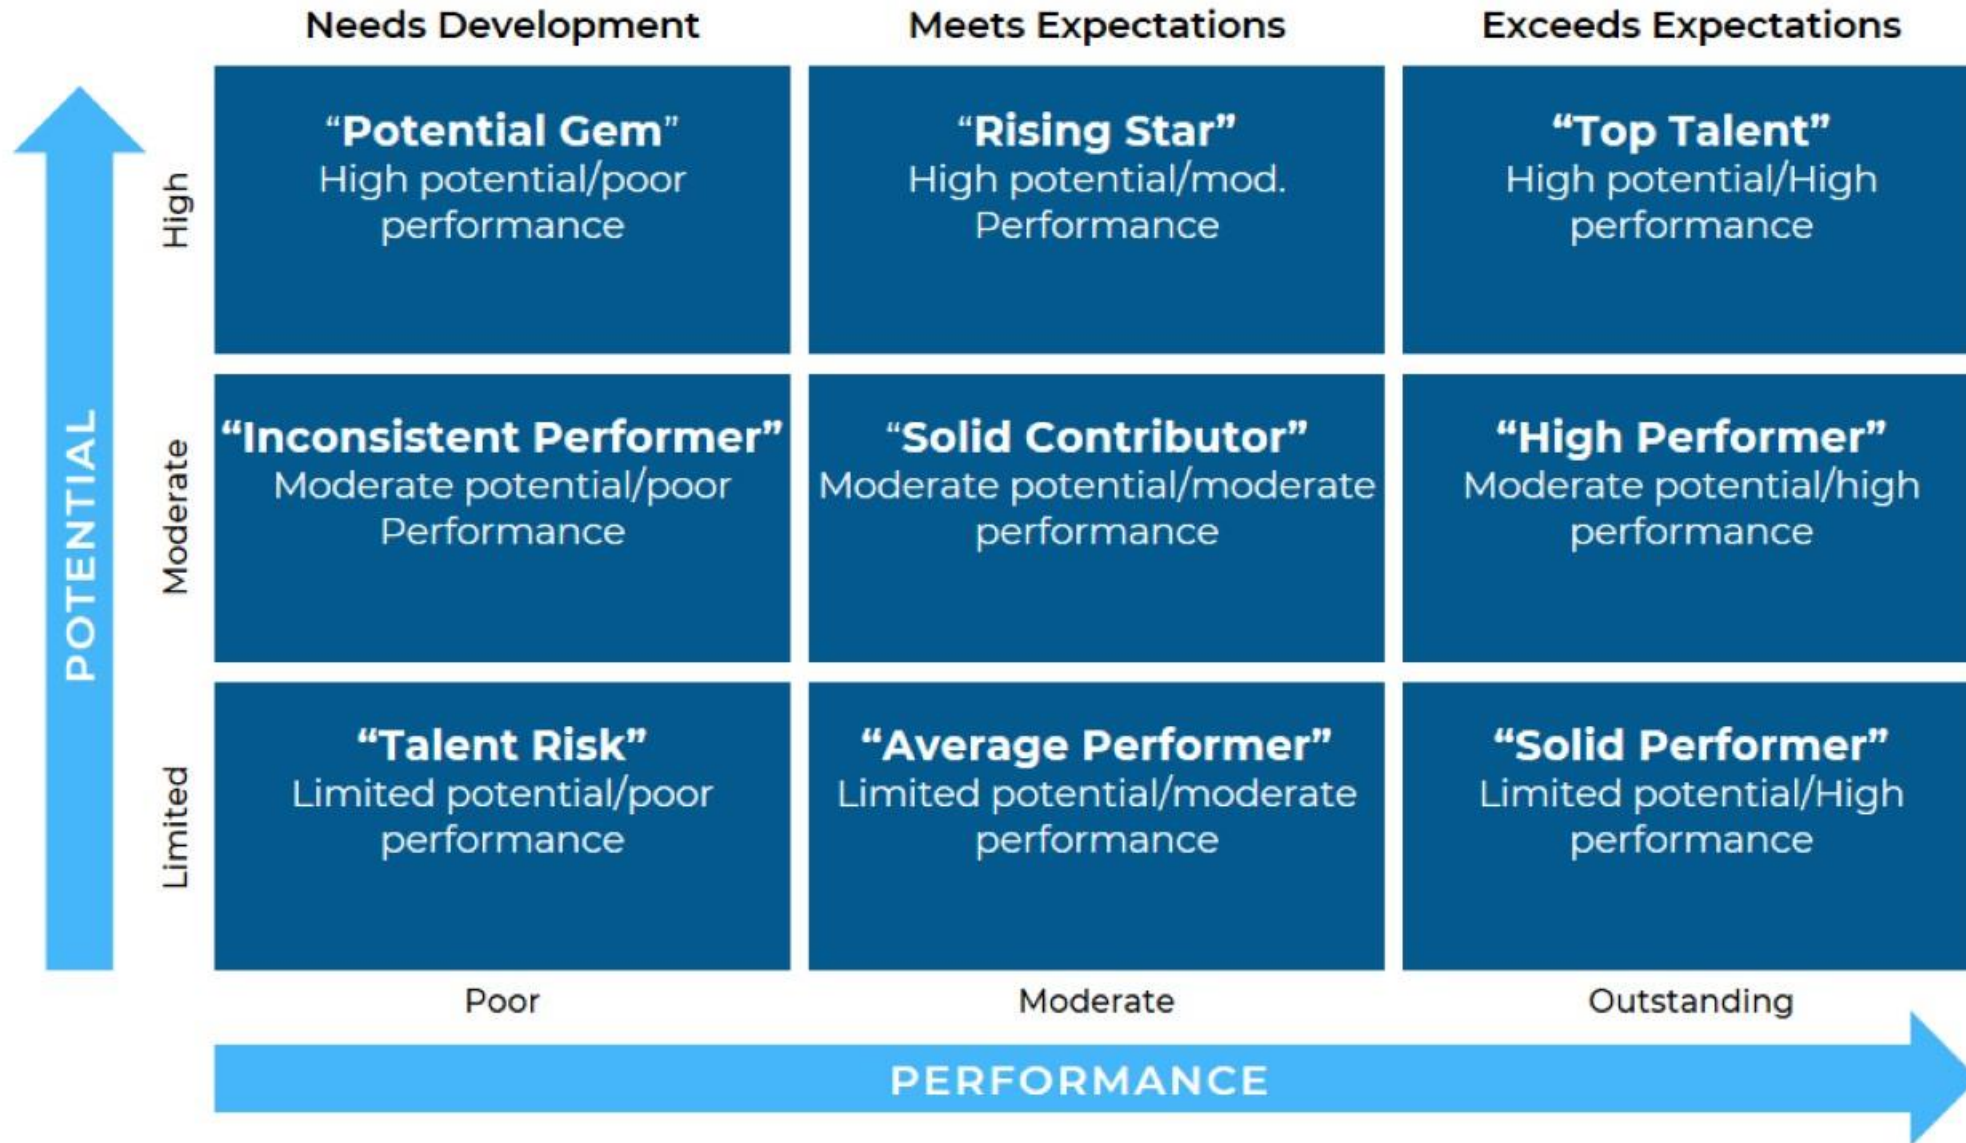 Needs Development
Meets Expectations
Exceeds Expectations
POTENTIAL
High
“Potential Gem”
High potential/poor
performance
“Rising Star”
High potential/mod.
Performance
“Top Talent”
High potential/High
performance
Moderate
“Inconsistent Performer”
Moderate potential/poor
Performance
“Solid Contributor”
Moderate potential/moderate
performance
“High Performer”
Moderate potential/high
performance
Limited
“Talent Risk”
Limited potential/poor
performance
“Average Performer”
Limited potential/moderate
performance
“Solid Performer”
Limited potential/High
performance
Poor
Moderate
Outstanding
PERFORMANCE